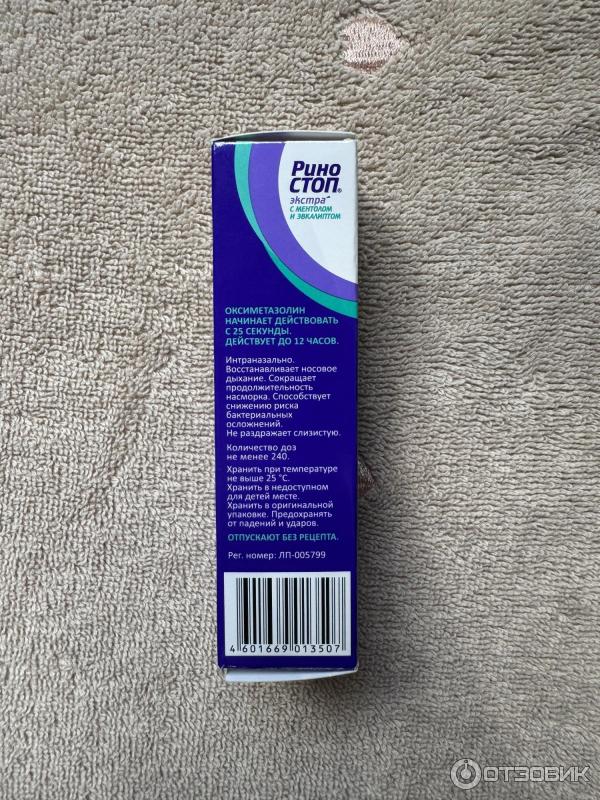 Рино
СТОП®
экстра
с ментолом
и эвкалиптом
ОКСИМЕТАЗОЛИН
НАЧИНАЕТ ДЕЙСТВОВАТЬ
С 25 СЕКУНДЫ.
ДЕЙСТВУЕТ ДО 12 ЧАСОВ.
Интраназально.
Восстанавливает носовое
дыхание. Сокращает
продолжительность
насморка. Способствует
снижению риска
бактериальных
осложнений.
Не раздражает слизистую.
Количество доз
не менее 240.
Хранить при температуре
не выше 25 °С.
Хранить в недоступном
для детей месте.
Хранить в оригинальной
упаковке. Предохранять
от падений и ударов.
ОТПУСКАЮТ БЕЗ РЕЦЕПТА.
Рег. номер: ЛП-005799
4 601669 013507
ОТЗОВИК